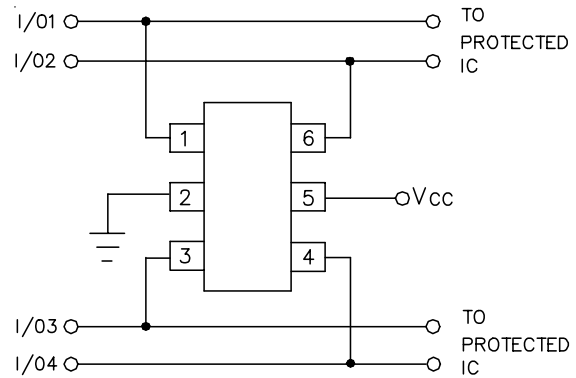 I/01
TO
PROTECTED
I/02
IC
1
6
2
5
VCC
3
4
I/03
TO
PROTECTED
I/04
IC